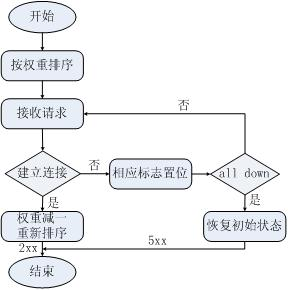 开始
按权重排序
接收请求
否
建立连接
否
相应标志置位
all down
是
是
权重减一
重新排序
恢复初始状态
2xx
5xx
结束